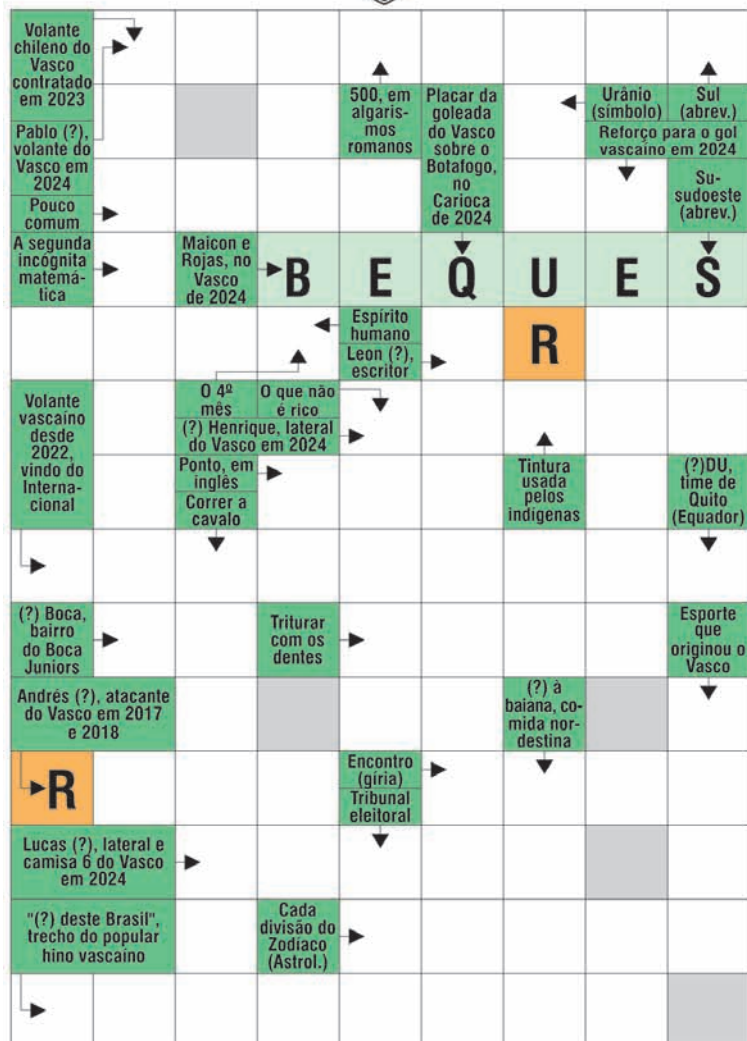 Volante
chileno do
Vasco
contratado
em 2023
Pablo (?),
volante do
Vasco em
2024
Pouco
comum
500, em
algaris-
mos
romanos
Placar da
goleada
do Vasco
sobre o
Botafogo,
no
Carioca
de 2024
Urânio
(símbolo)
Sul
(abrev.)
Reforço para o gol
vascaíno em 2024
Su-
sudoeste
(abrev.)
A segunda
incógnita
matemá-
tica
Maicon e
Rojas, no
Vasco
de 2024
B E Q U E S
Espírito
humano
Leon (?),
escritor
R
Volante
vascaíno
desde
2022,
vindo do
Interna-
cional
O 4º
mês
O que não
é rico
(?) Henrique, lateral
do Vasco em 2024
Ponto, em
inglês
Correr a
cavalo
Tintura
usada
pelos
indígenas
(?)DU,
time de
Quito
(Equador)
(?) Boca,
bairro
do Boca
Juniors
Triturar
com os
dentes
Esporte
que
originou o
Vasco
Andrés (?), atacante
do Vasco em 2017
e 2018
(?) à
baiana, co-
mida nor-
destina
R
Encontro
(gíria)
Tribunal
eleitoral
Lucas (?), lateral e
camisa 6 do Vasco
em 2024
"(?) deste Brasil",
trecho do popular
hino vascaíno
Cada
divisão do
Zodíaco
(Astrol.)